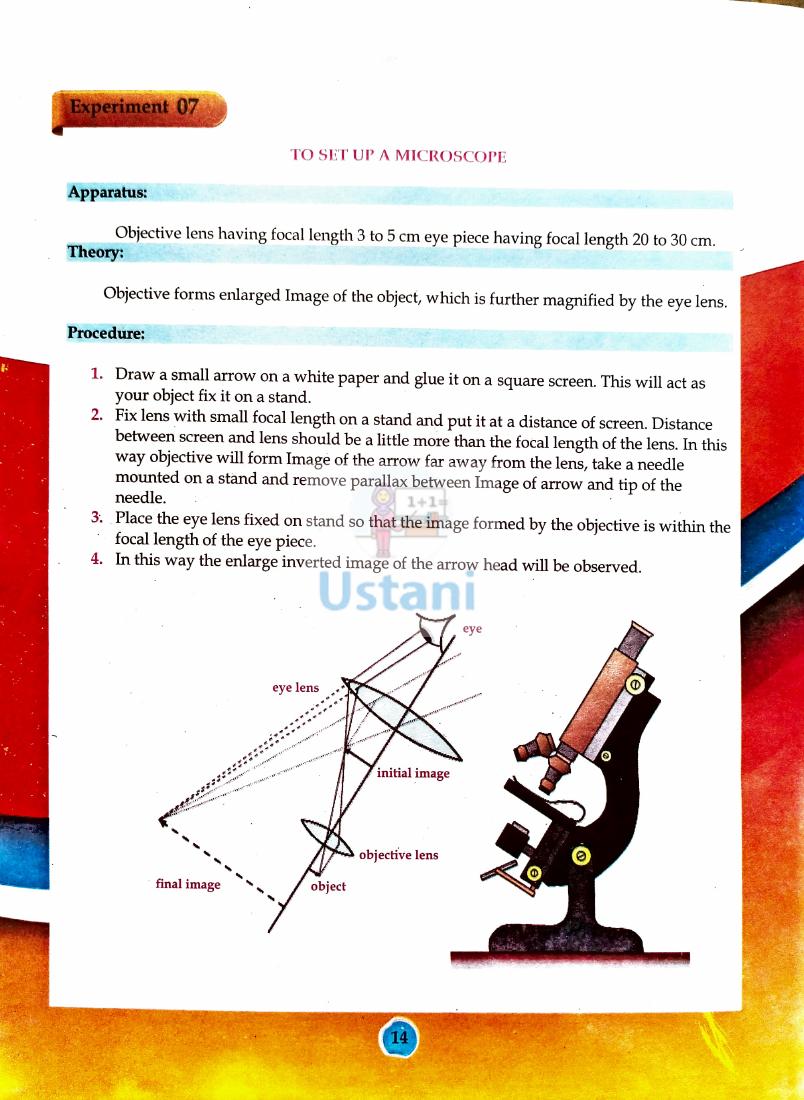 Experiment 07
TO SET UP A MICROSCOPE
Apparatus:
Objective lens having focal length 3 to 5 cm eye piece having focal length 20 to 30 cm.
Theory:
Objective forms enlarged Image of the object, which is further magnified by the eye lens.
Procedure:
1. Draw a small arrow on a white paper and glue it on a square screen. This will act as
your object fix it on a stand.
2. Fix lens with small focal length on a stand and put it at a distance of screen. Distance
between screen and lens should be a little more than the focal length of the lens. In this
way objective will form Image of the arrow far away from the lens, take a needle
mounted on a stand and remove parallax between Image of arrow and tip of the
needle.
1+1=
3. Place the eye lens fixed on stand so that the image formed by the objective is within the
focal length of the eye piece.
4. In this way the enlarge inverted image of the arrow head will be observed.
Ustani
eye
eye lens
initial image
objective lens
final image
object
14